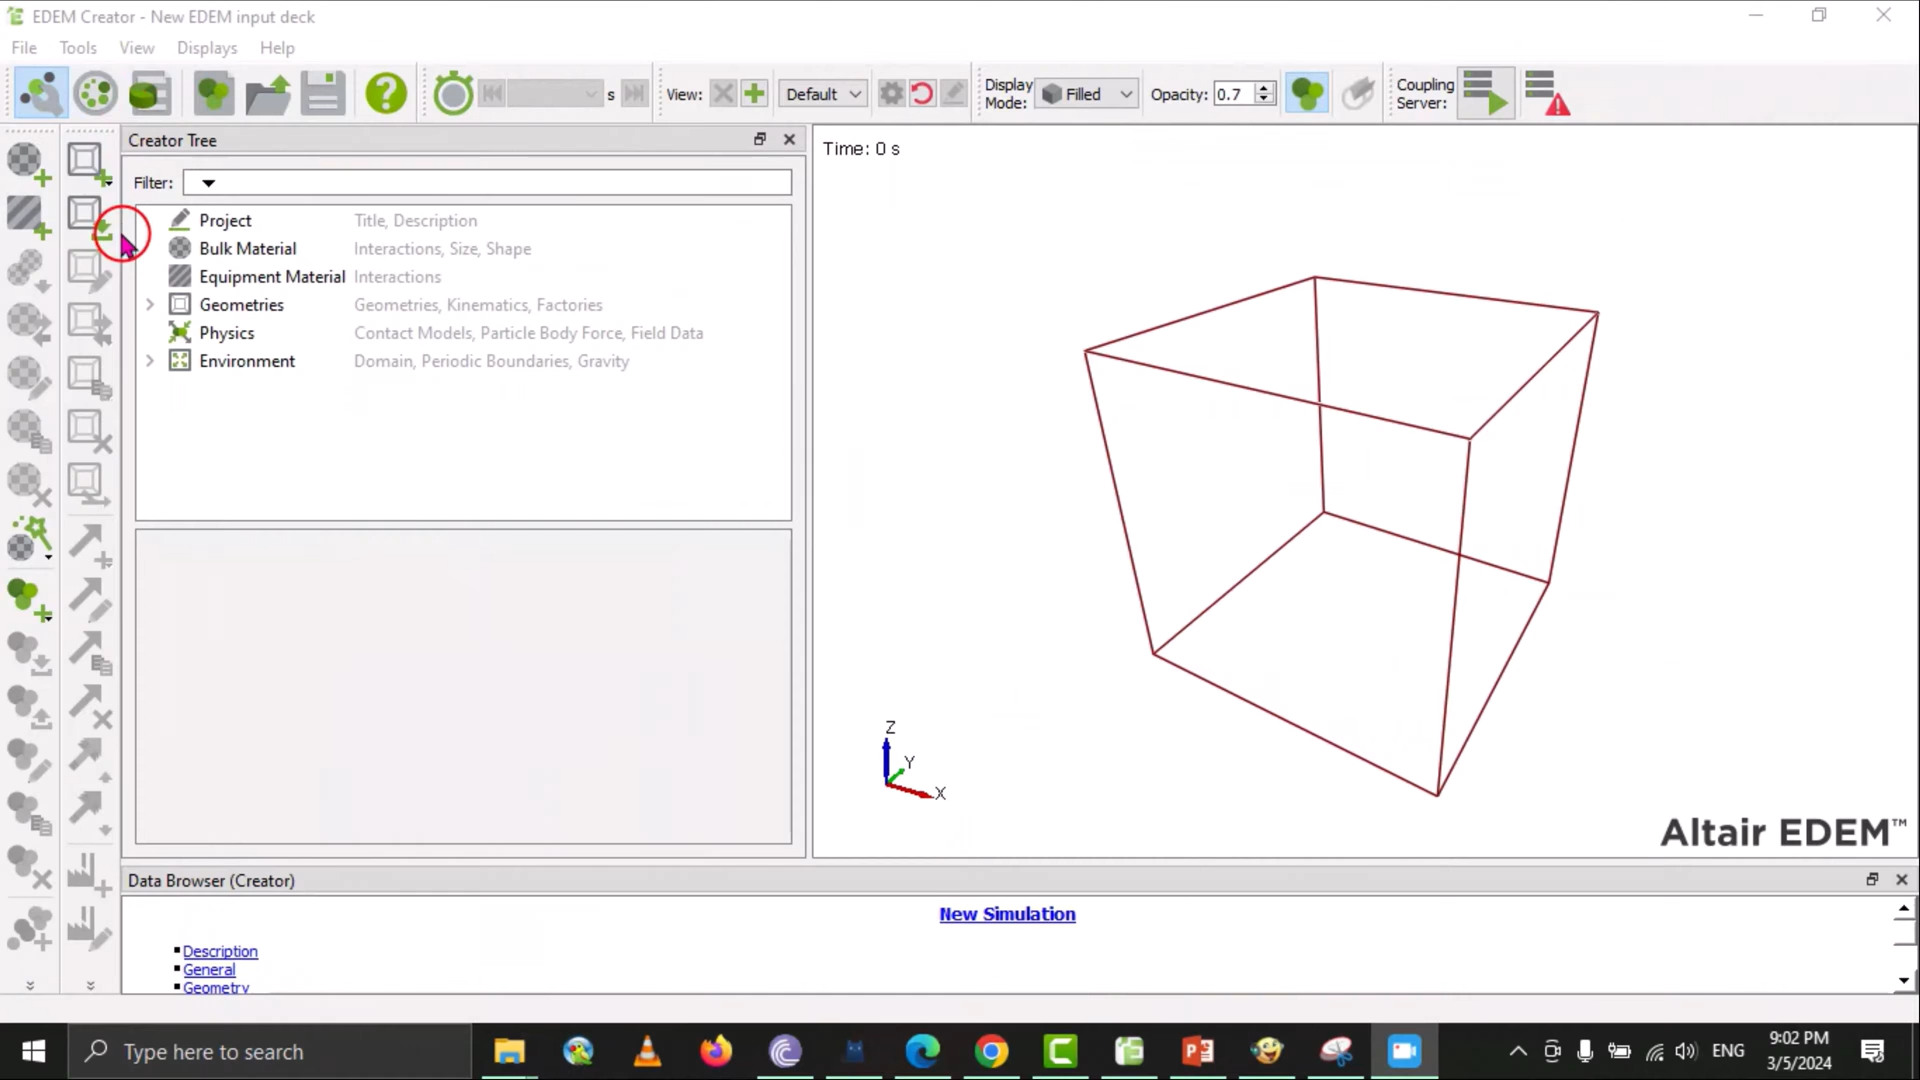 EDEM Creator - New EDEM input deck
File Tools View Displays Help
s View: Default Display Mode: Filled Opacity: 0.7 Coupling Server:
Creator Tree
Time: 0 s
Filter:
Project Title, Description
Bulk Material Interactions, Size, Shape
Equipment Material Interactions
Geometries Geometries, Kinematics, Factories
Physics Contact Models, Particle Body Force, Field Data
Environment Domain, Periodic Boundaries, Gravity
Z
Y
X
Altair EDEM™
Data Browser (Creator)
New Simulation
Description
General
Geometry
Type here to search
ENG
9:02 PM
3/5/2024